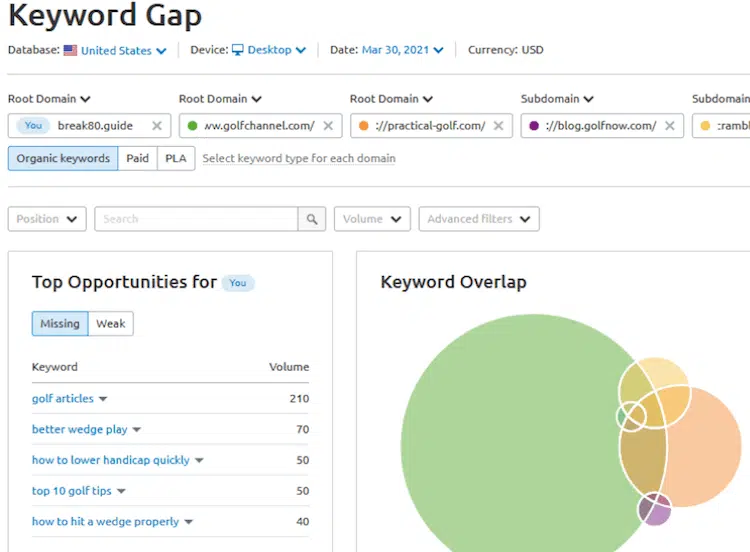 Keyword Gap
Database: United States Device: Desktop Date: Mar 30, 2021 Currency: USD
Root Domain Root Domain Root Domain Subdomain Subdomain
You break80.guide ww.golfchannel.com/ ://practical-golf.com/ ://blog.golfnow.com/ :rambl
Organic keywords Paid PLA Select keyword type for each domain
Position Search Volume Advanced filters
Top Opportunities for You
Keyword Overlap
Missing Weak
Keyword Volume
golf articles 210
better wedge play 70
how to lower handicap quickly 50
top 10 golf tips 50
how to hit a wedge properly 40